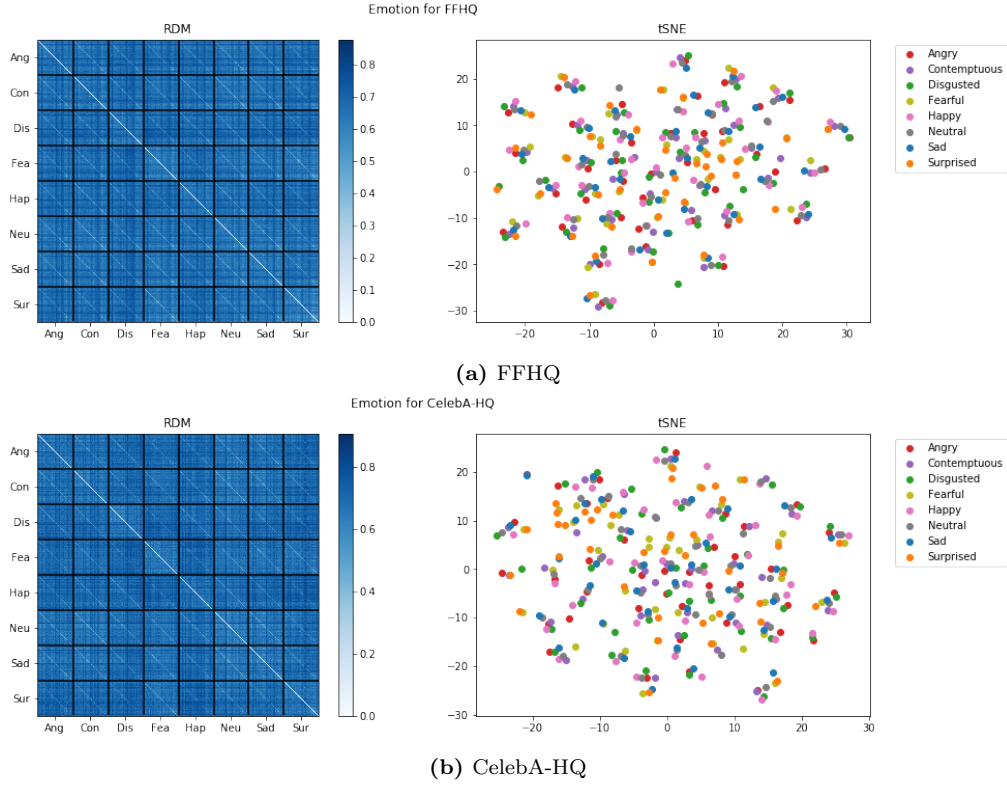 Emotion for FFHQ
RDM
tSNE
Ang
Con
Dis
Fea
Hap
Neu
Sad
Sur
Ang Con Dis Fea Hap Neu Sad Sur
0.8
0.7
0.6
0.5
0.4
0.3
0.2
0.1
0.0
20
10
0
−10
−20
−30
−20 −10 0 10 20 30
Angry
Contemptuous
Disgusted
Fearful
Happy
Neutral
Sad
Surprised
(a) FFHQ
Emotion for CelebA-HQ
RDM
tSNE
Ang
Con
Dis
Fea
Hap
Neu
Sad
Sur
Ang Con Dis Fea Hap Neu Sad Sur
0.8
0.6
0.4
0.2
0.0
20
10
0
−10
−20
−30
−20 −10 0 10 20 30
Angry
Contemptuous
Disgusted
Fearful
Happy
Neutral
Sad
Surprised
(b) CelebA-HQ